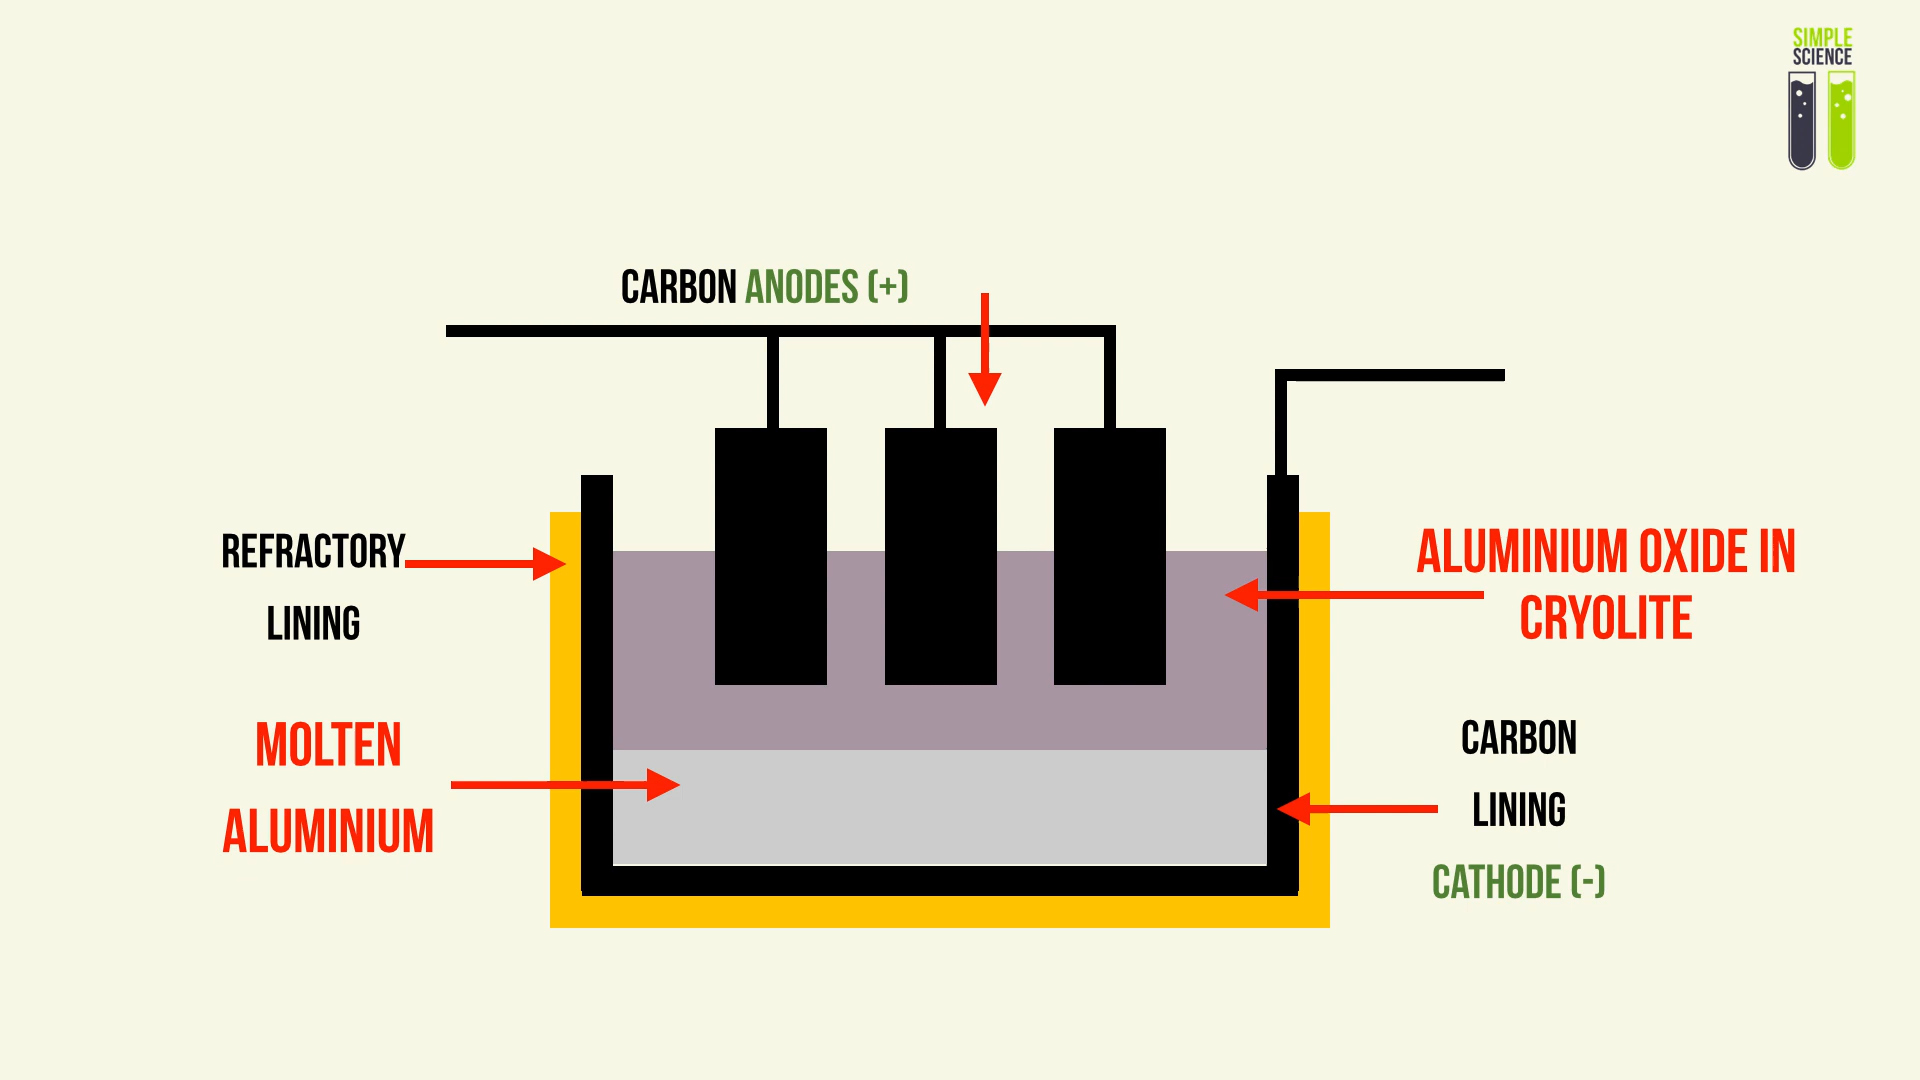 SIMPLE
SCIENCE
CARBON ANODES (+)
REFRACTORY
LINING
ALUMINIUM OXIDE IN
CRYOLITE
MOLTEN
ALUMINIUM
CARBON
LINING
CATHODE (-)